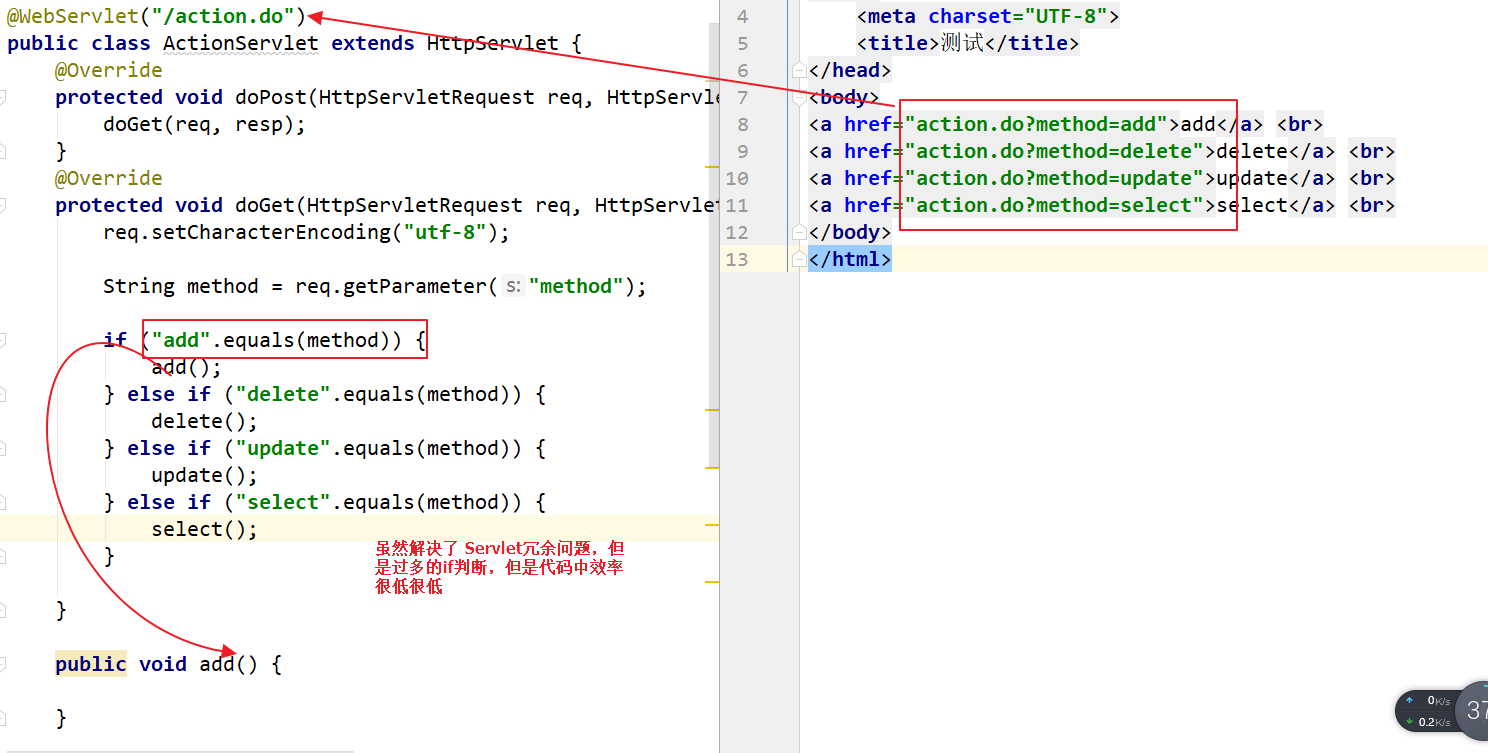 @WebServlet("/action.do")
public class ActionServlet extends HttpServlet {
@Override
protected void doPost(HttpServletRequest req, HttpServle
doGet(req, resp);
}
@Override
protected void doGet(HttpServletRequest req, HttpServlet
req.setCharacterEncoding("utf-8");
String method = req.getParameter( s: "method");
if ("add".equals(method)) {
add();
} else if ("delete".equals(method)) {
delete();
} else if ("update".equals(method)) {
update();
} else if ("select".equals(method)) {
select();
}
虽然解决了 Servlet冗余问题，但
是过多的if判断，但是代码中效率
很低很低
}
public void add() {
}
4 <meta charset="UTF-8">
5 <title>测试</title>
6 </head>
7 <body>
8 <a href="action.do?method=add">add</a> <br>
9 <a href="action.do?method=delete">delete</a> <br>
10 <a href="action.do?method=update">update</a> <br>
11 <a href="action.do?method=select">select</a> <br>
12 </body>
13 </html>
0K/s
0.2K/s
37